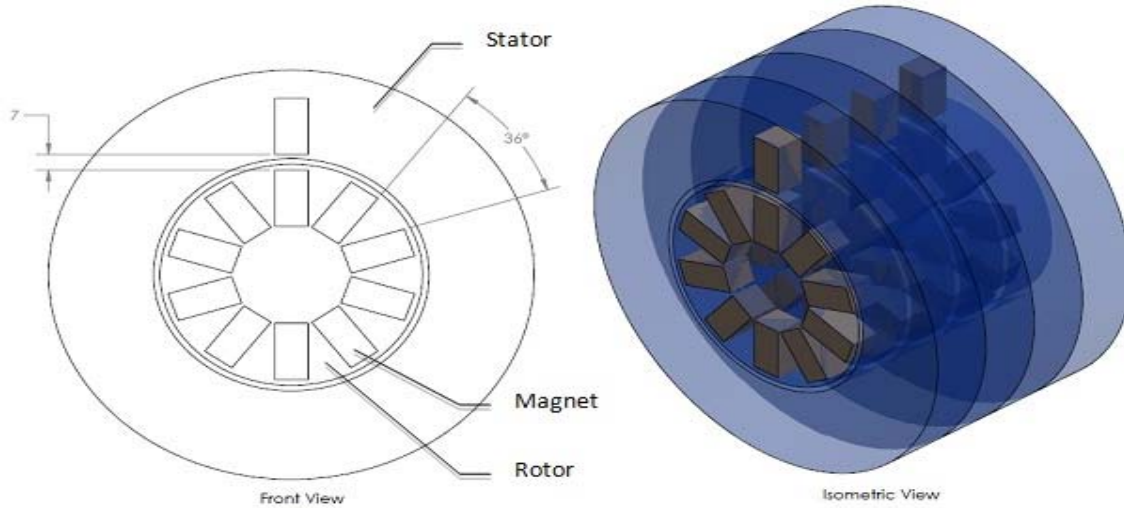 Stator
7
36°
Magnet
Rotor
Front View
Isometric View